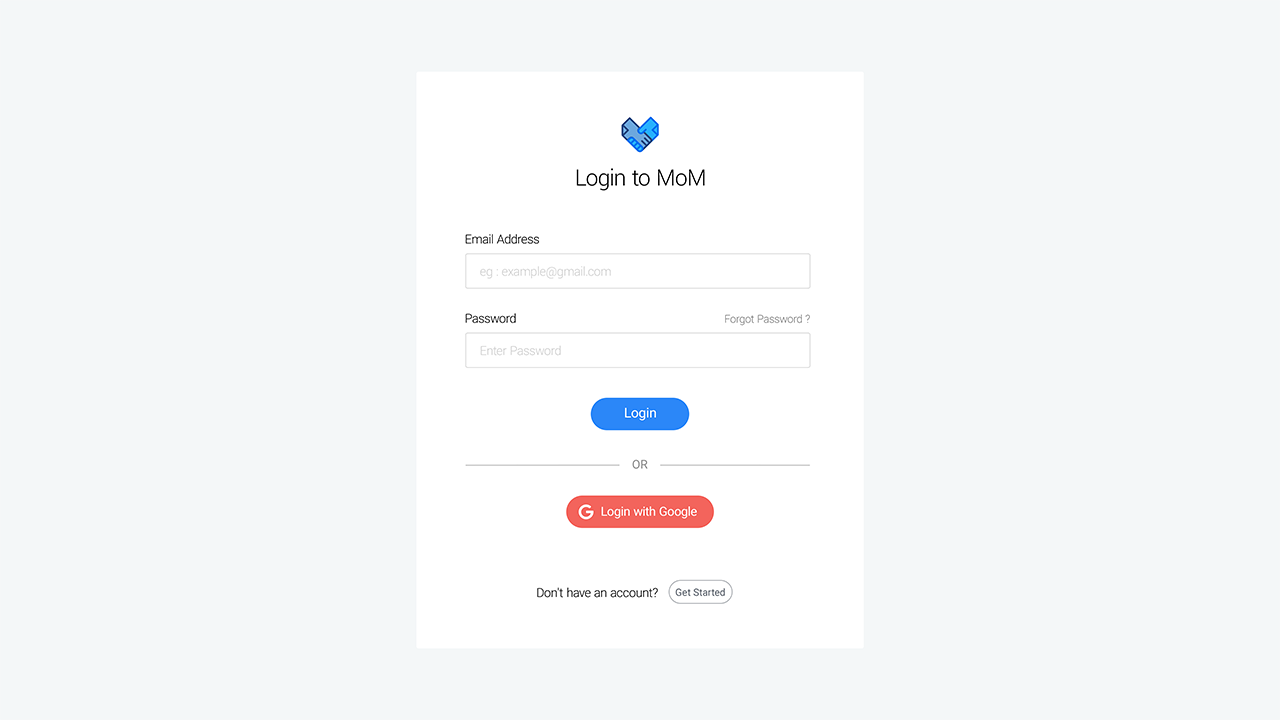 Login to MoM
Email Address
eg : example@gmail.com
Password
Forgot Password ?
Enter Password
Login
OR
G Login with Google
Don't have an account?
Get Started